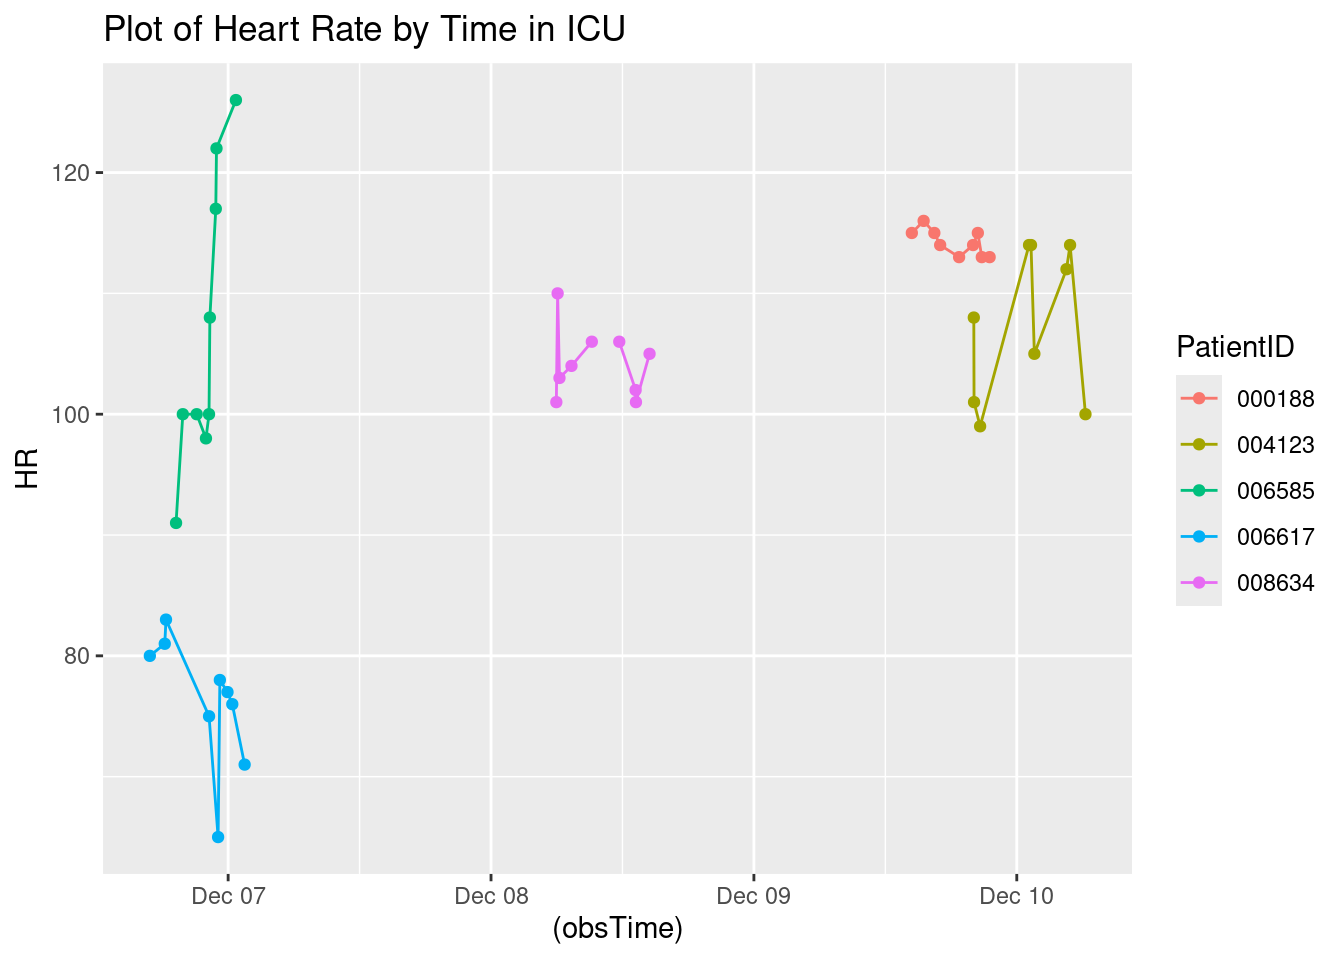 Plot of Heart Rate by Time in ICU
120
100
80
HR
Dec 07
Dec 08
Dec 09
Dec 10
(obsTime)
PatientID
000188
004123
006585
006617
008634